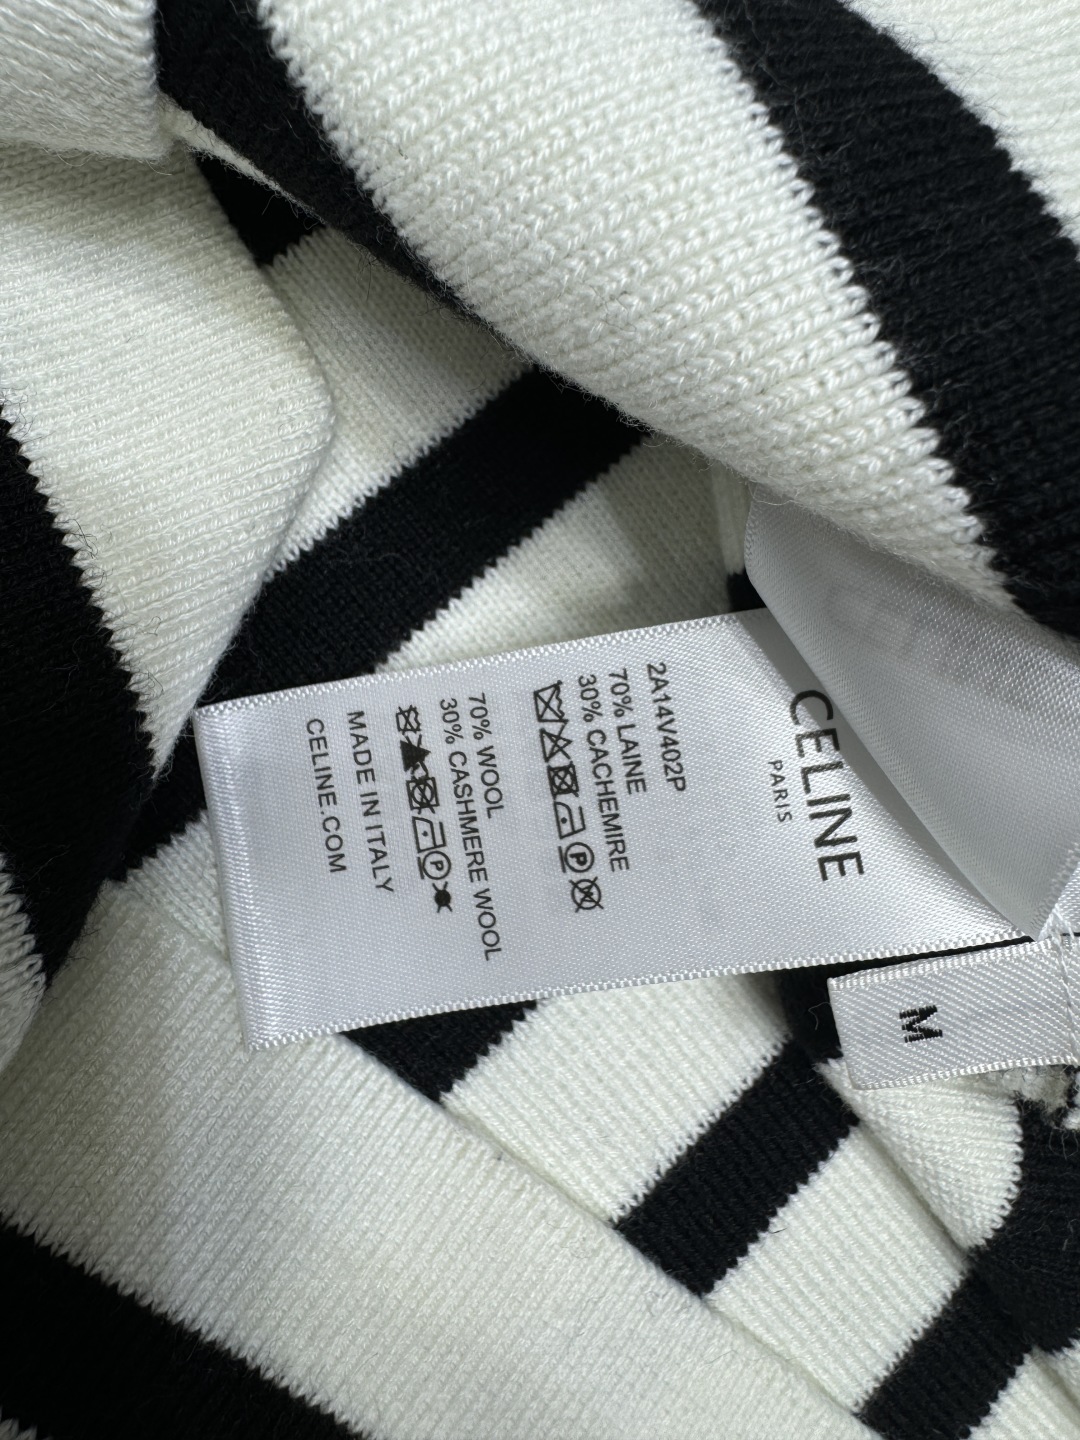 CELINE
PARIS
2A14V402P
70% LAINE
30% CACHEMIRE
P
70% WOOL
30% CASHMERE WOOL
P
MADE IN ITALY
CELINE.COM
M